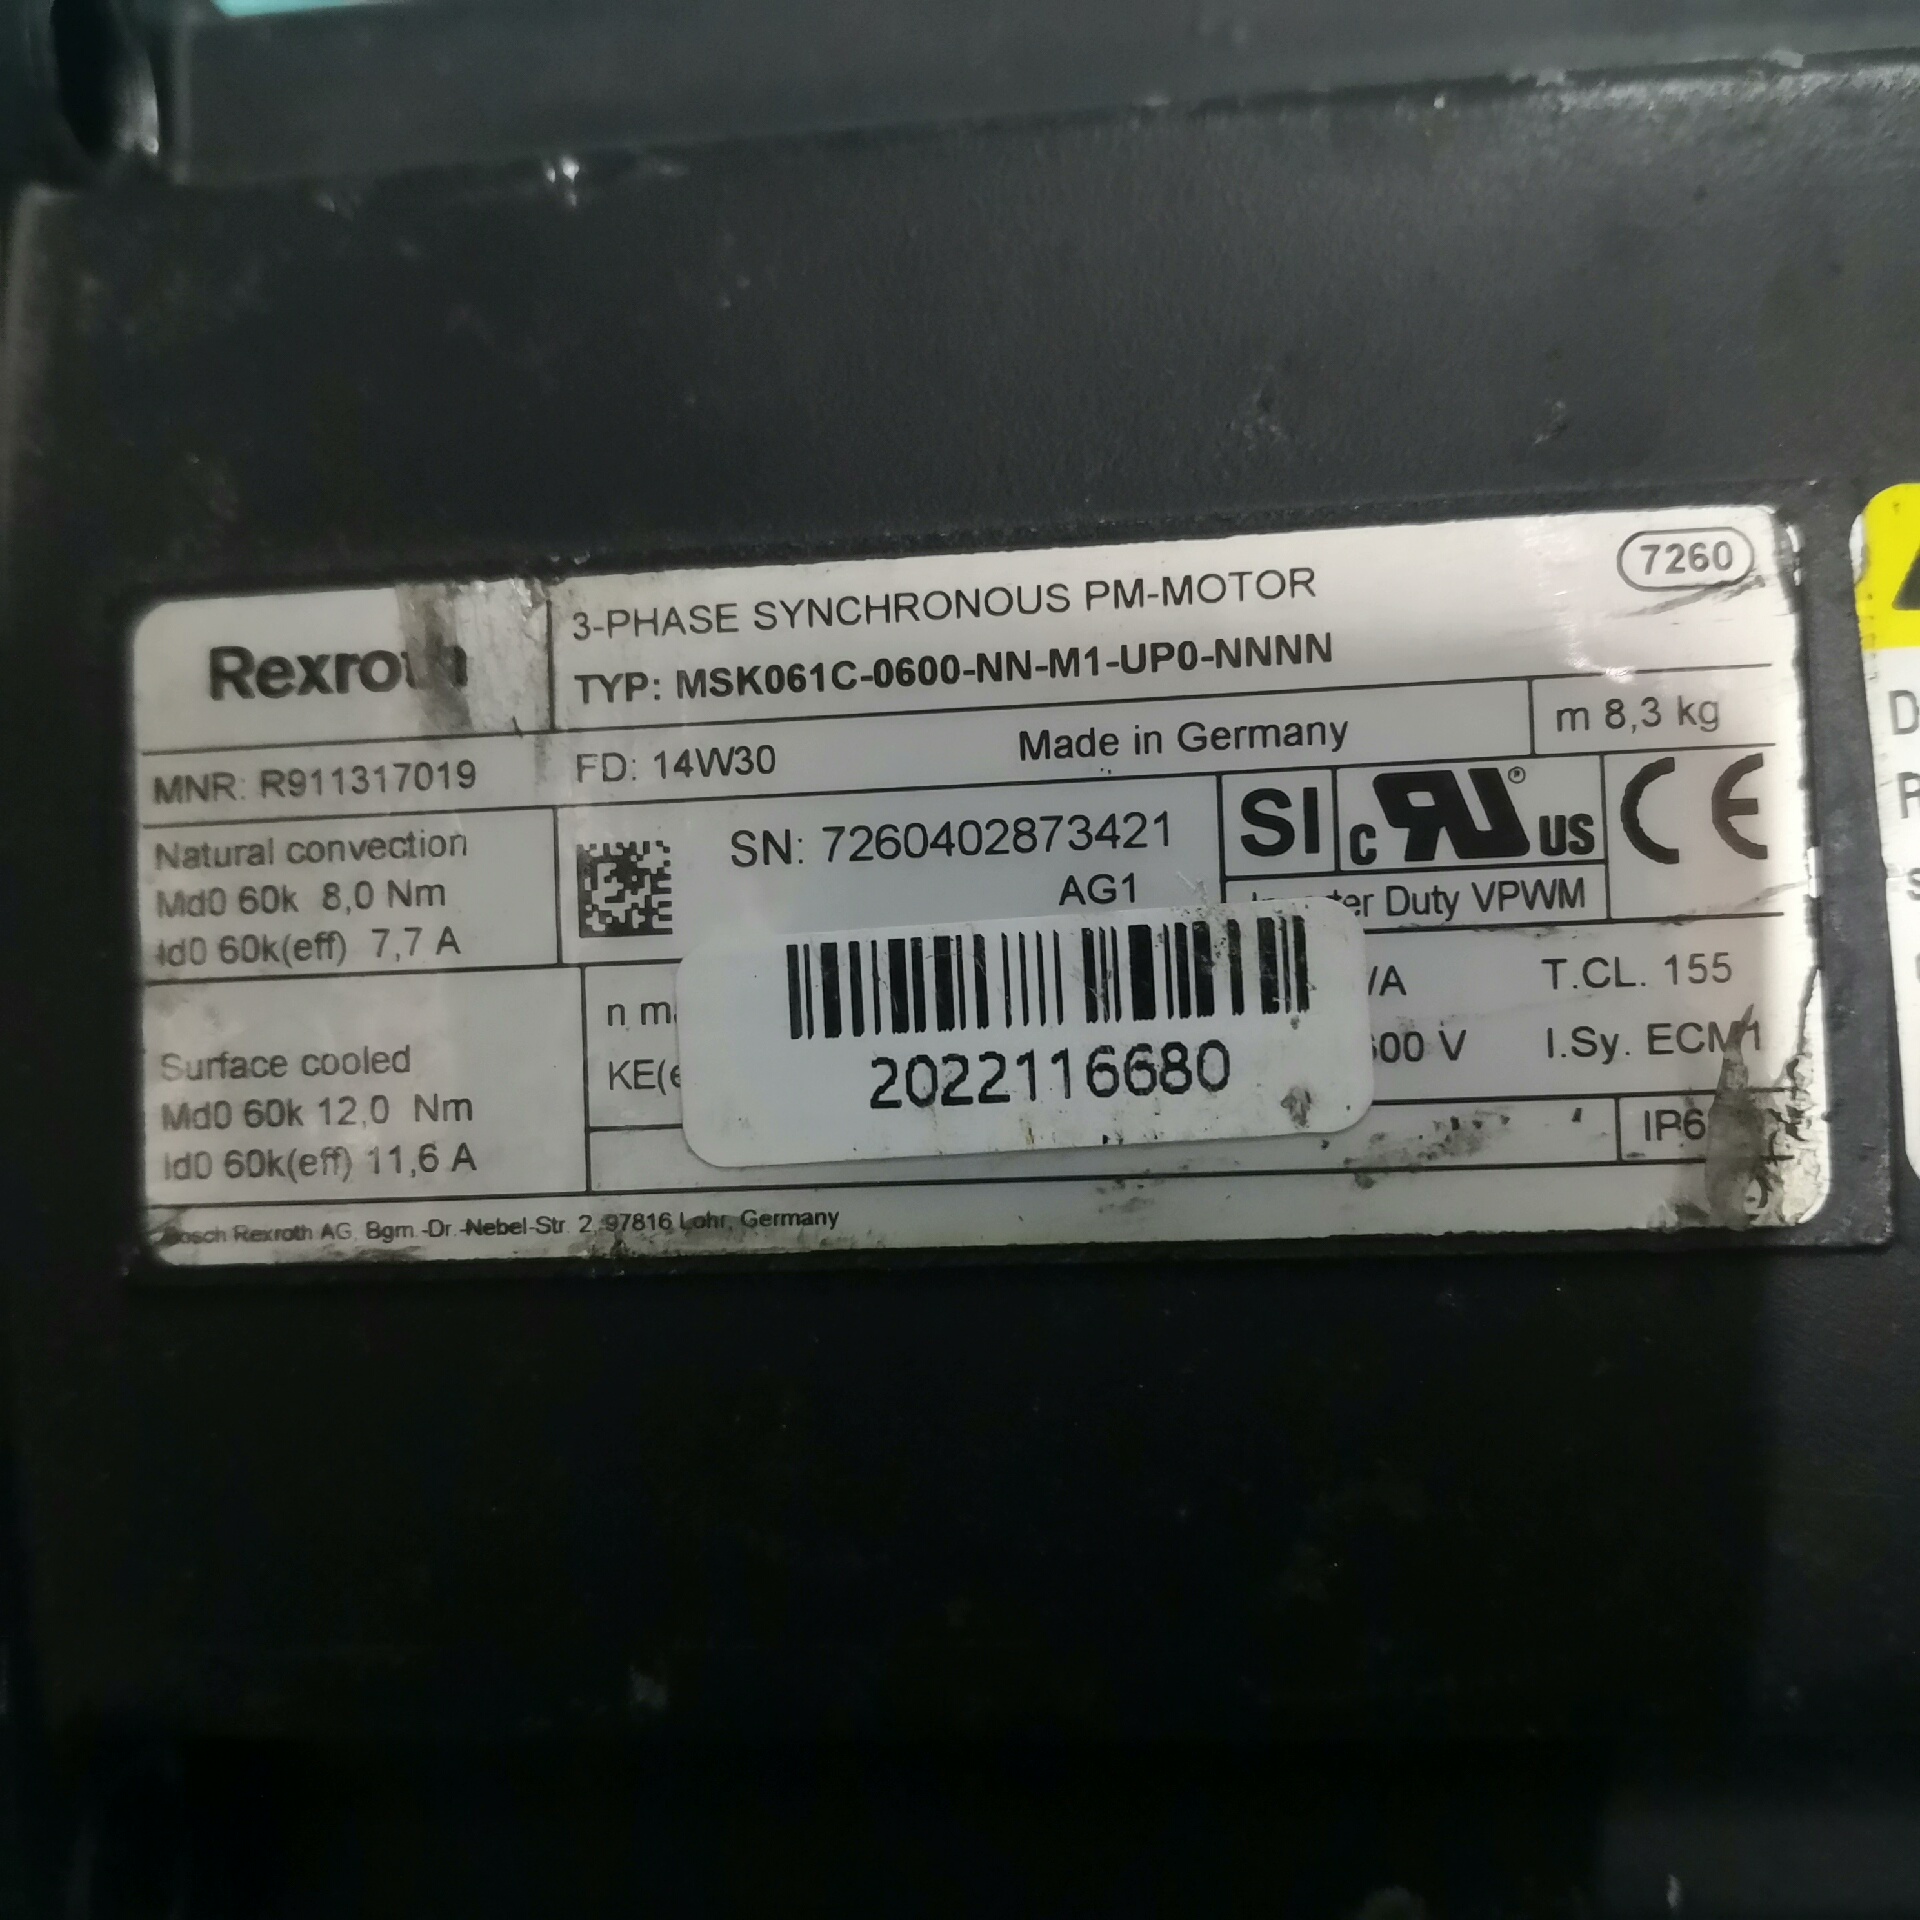 7260
Rexroth
3-PHASE SYNCHRONOUS PM-MOTOR
TYP: MSK061C-0600-NN-M1-UP0-NNNN
MNR: R911317019
FD: 14W30
Made in Germany
m 8,3 kg
Natural convection
Md0 60k 8,0 Nm
Id0 60k(eff) 7,7 A
SN: 7260402873421
AG1
SI
c RU ® US
CE
Duty VPWM
Surface cooled
Md0 60k 12,0 Nm
Id0 60k(eff) 11,6 A
n
/A
T.CL. 155
V
I.Sy. ECM1
2022116680
Bosch Rexroth AG, Bgm.-Dr.-Nebel-Str. 2, 97816 Lohr, Germany